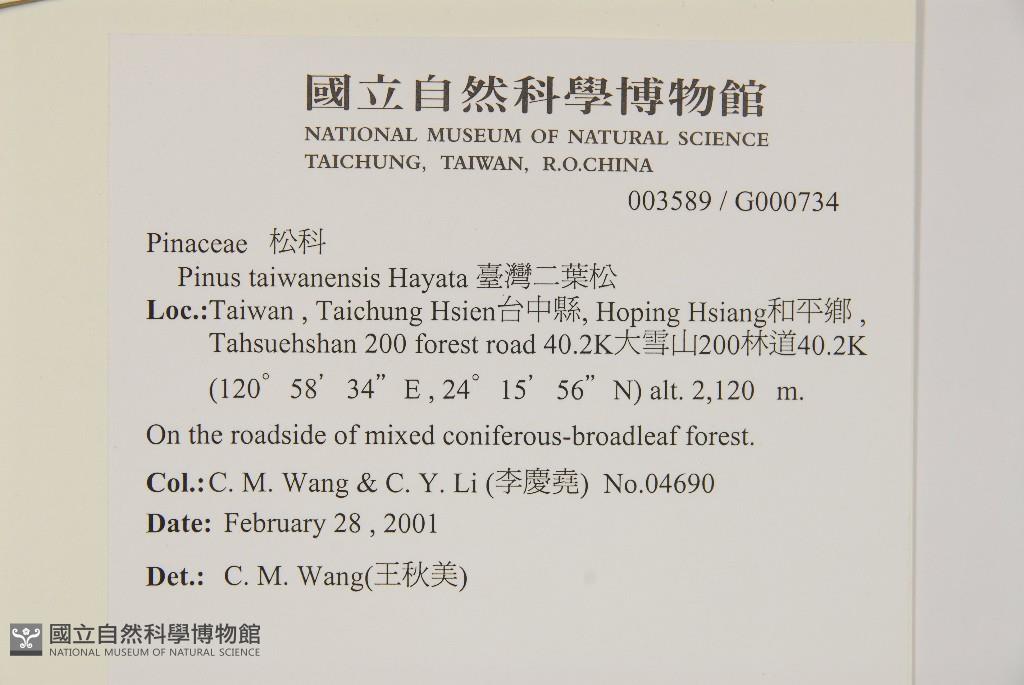 國立自然科學博物館
NATIONAL MUSEUM OF NATURAL SCIENCE
TAICHUNG, TAIWAN, R.O.CHINA
003589 / G000734
Pinaceae 松科
Pinus taiwanensis Hayata 臺灣二葉松
Loc.:Taiwan , Taichung Hsien台中縣, Hoping Hsiang和平鄉 ,
Tahsuehshan 200 forest road 40.2K大雪山200林道40.2K
(120° 58’ 34” E , 24° 15’ 56” N) alt. 2,120 m.
On the roadside of mixed coniferous-broadleaf forest.
Col.: C. M. Wang & C. Y. Li (李慶堯) No.04690
Date: February 28 , 2001
Det.: C. M. Wang(王秋美)
國立自然科學博物館
NATIONAL MUSEUM OF NATURAL SCIENCE